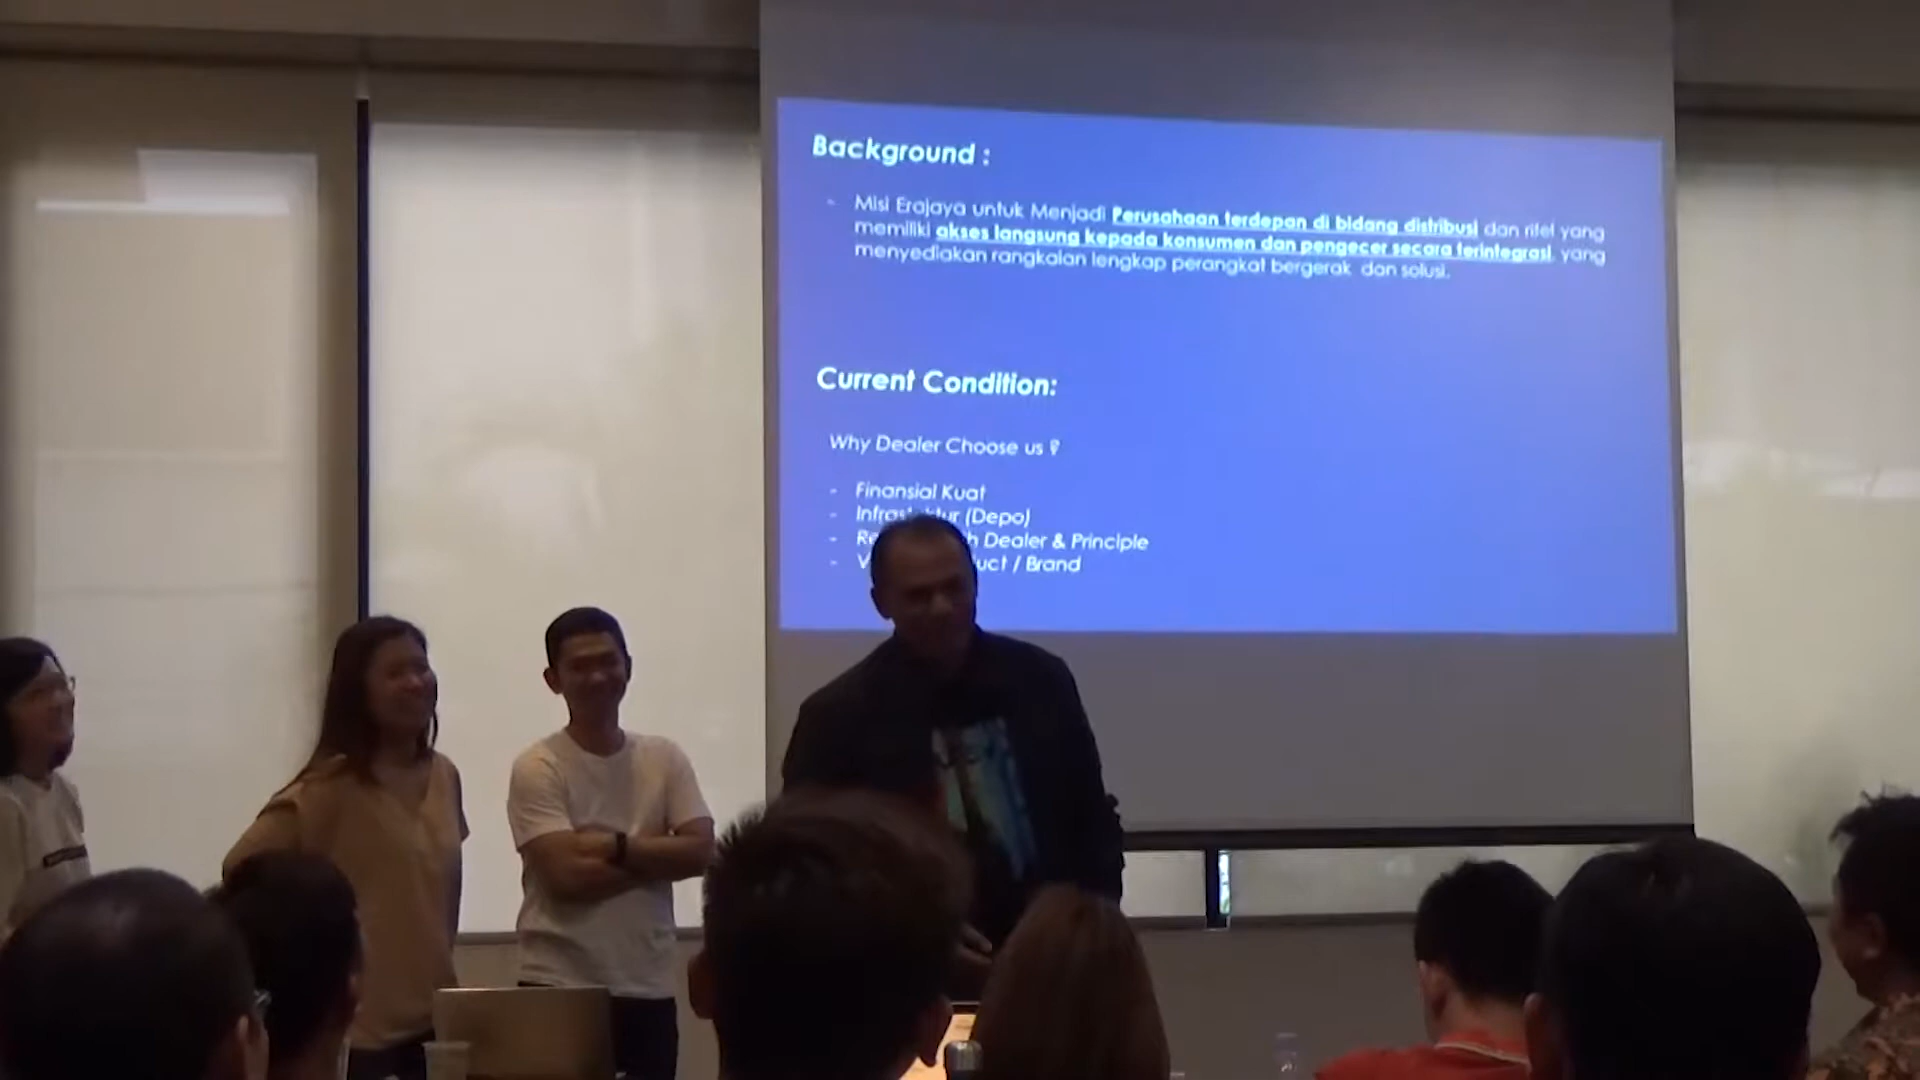 Background :
- Misi Erajaya untuk Menjadi Perusahaan terdepan di bidang distribusi dan ritel yang
memiliki akses langsung kepada konsumen dan pengecer secara terintegrasi, yang
menyediakan rangkaian lengkap perangkat bergerak dan solusi.
Current Condition:
Why Dealer Choose us ?
- Finansial Kuat
- (Depo)
- Dealer & Principle
- / Brand